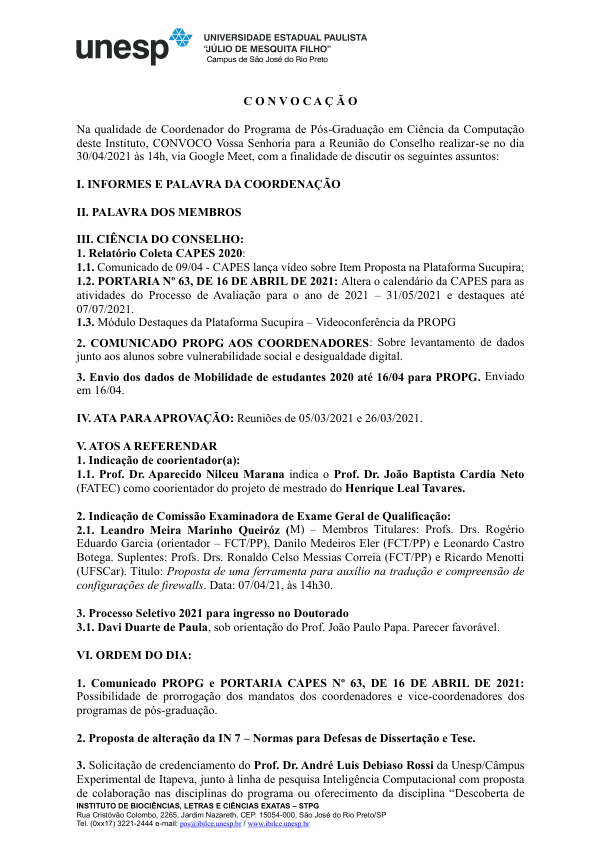 unesp
UNIVERSIDADE ESTADUAL PAULISTA
“JÚLIO DE MESQUITA FILHO”
Campus de São José do Rio Preto
C O N V O C A Ç Ã O
Na qualidade de Coordenador do Programa de Pós-Graduação em Ciência da Computação
deste Instituto, CONVOCO Vossa Senhoria para a Reunião do Conselho realizar-se no dia
30/04/2021 às 14h, via Google Meet, com a finalidade de discutir os seguintes assuntos:
I. INFORMES E PALAVRA DA COORDENAÇÃO
II. PALAVRA DOS MEMBROS
III. CIÊNCIA DO CONSELHO:
1. Relatório Coleta CAPES 2020:
1.1. Comunicado de 09/04 - CAPES lança vídeo sobre Item Proposta na Plataforma Sucupira;
1.2. PORTARIA Nº 63, DE 16 DE ABRIL DE 2021: Altera o calendário da CAPES para as
atividades do Processo de Avaliação para o ano de 2021 – 31/05/2021 e destaques até
07/07/2021.
1.3. Módulo Destaques da Plataforma Sucupira – Videoconferência da PROPG
2. COMUNICADO PROPG AOS COORDENADORES: Sobre levantamento de dados
junto aos alunos sobre vulnerabilidade social e desigualdade digital.
3. Envio dos dados de Mobilidade de estudantes 2020 até 16/04 para PROPG. Enviado
em 16/04.
IV. ATA PARA APROVAÇÃO: Reuniões de 05/03/2021 e 26/03/2021.
V. ATOS A REFERENDAR
1. Indicação de coorientador(a):
1.1. Prof. Dr. Aparecido Nilceu Marana indica o Prof. Dr. João Baptista Cardia Neto
(FATEC) como coorientador do projeto de mestrado do Henrique Leal Tavares.
2. Indicação de Comissão Examinadora de Exame Geral de Qualificação:
2.1. Leandro Meira Marinho Queiróz (M) – Membros Titulares: Profs. Drs. Rogério
Eduardo Garcia (orientador – FCT/PP), Danilo Medeiros Eler (FCT/PP) e Leonardo Castro
Botega. Suplentes: Profs. Drs. Ronaldo Celso Messias Correia (FCT/PP) e Ricardo Menotti
(UFSCar). Título: Proposta de uma ferramenta para auxílio na tradução e compreensão de
configurações de firewalls. Data: 07/04/21, às 14h30.
3. Processo Seletivo 2021 para ingresso no Doutorado
3.1. Davi Duarte de Paula, sob orientação do Prof. João Paulo Papa. Parecer favorável.
VI. ORDEM DO DIA:
1. Comunicado PROPG e PORTARIA CAPES Nº 63, DE 16 DE ABRIL DE 2021:
Possibilidade de prorrogação dos mandatos dos coordenadores e vice-coordenadores dos
programas de pós-graduação.
2. Proposta de alteração da IN 7 – Normas para Defesas de Dissertação e Tese.
3. Solicitação de credenciamento do Prof. Dr. André Luis Debiaso Rossi da Unesp/Câmpus
Experimental de Itapeva, junto à linha de pesquisa Inteligência Computacional com proposta
de colaboração nas disciplinas do programa ou oferecimento da disciplina “Descoberta de
INSTITUTO DE BIOCIÊNCIAS, LETRAS E CIÊNCIAS EXATAS – STPG
Rua Cristóvão Colombo, 2265, Jardim Nazareth, CEP. 15054-000, São José do Rio Preto/SP
Tel. (0xx17) 3221-2444 e-mail: pos@ibilce.unesp.br / www.ibilce.unesp.br